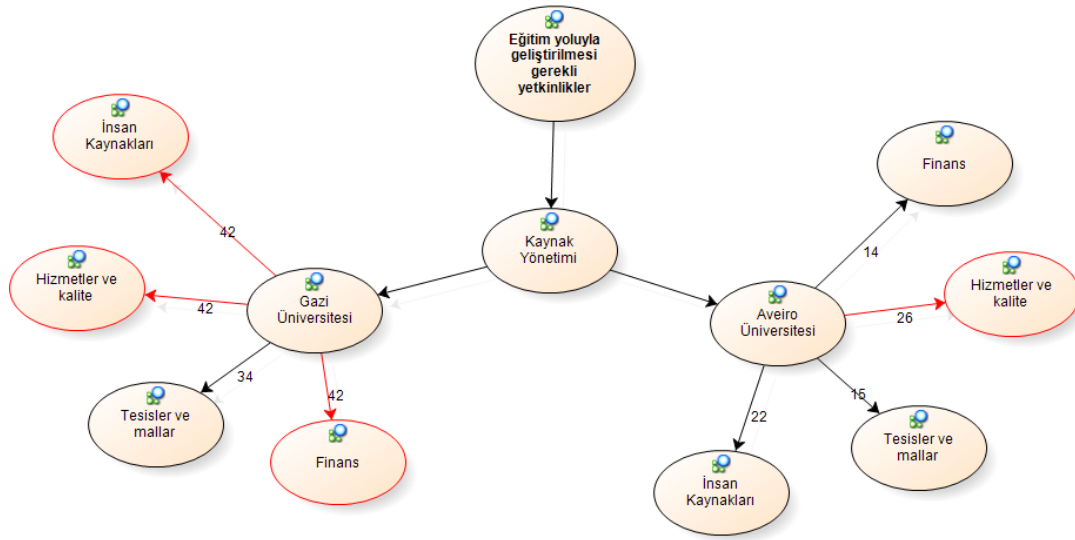 Eğitim yoluyla
geliştirilmesi
gerekli
yetkinlikler
İnsan
Kaynakları
Finans
42
Kaynak
Yönetimi
14
Hizmetler ve
kalite
42
Gazi
Üniversitesi
Aveiro
Üniversitesi
26
Hizmetler ve
kalite
34
42
Tesisler ve
mallar
Finans
22
15
İnsan
Kaynakları
Tesisler ve
mallar